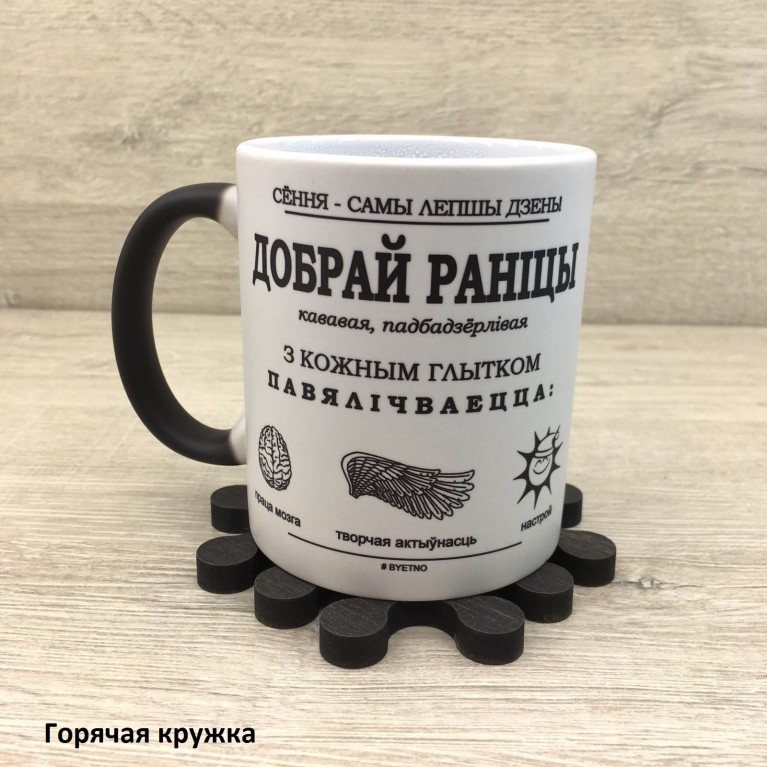 СЁННЯ - САМЫ ЛЕПШЫ ДЗЕНЬ
ДОБРАЙ РАНІЦЫ
кававая, падбадзёрлівая
З КОЖНЫМ ГЛЫТКОМ
ПАВЯЛІЧВАЕЦЦА:
праца мозга
творчая актыўнасць
настрой
# BYETNO
Горячая кружка